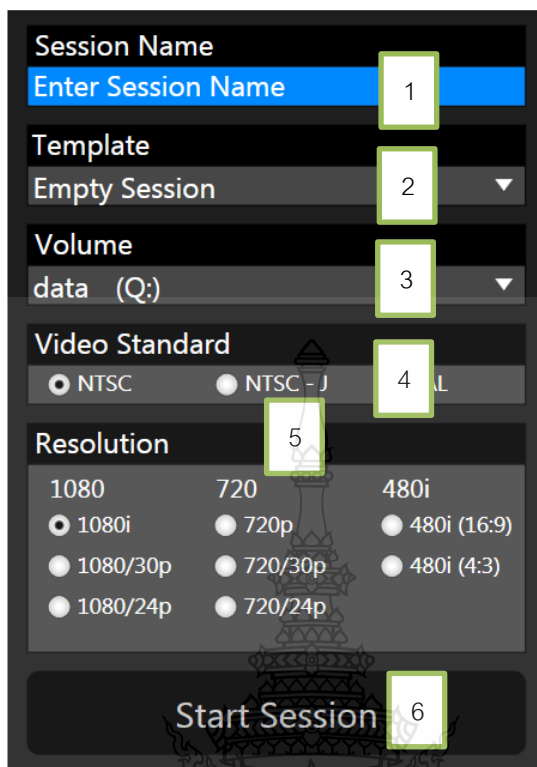 Session Name
Enter Session Name 1
Template
Empty Session 2
Volume
data (Q:) 3
Video Standard
NTSC NTSC - J 4 AL
5
Resolution
1080 720 480i
1080i 720p 480i (16:9)
1080/30p 720/30p 480i (4:3)
1080/24p 720/24p
Start Session 6